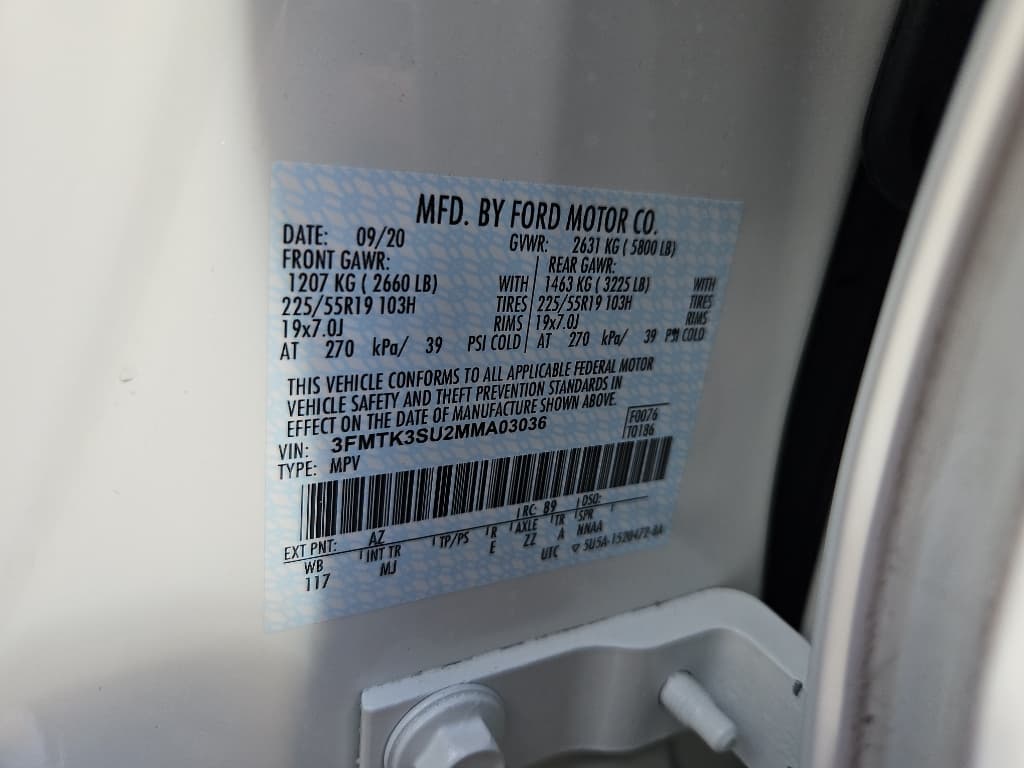 MFD. BY FORD MOTOR CO.
DATE: 09/20 GVWR: 2631 KG ( 5800 LB)
FRONT GAWR: REAR GAWR:
1207 KG ( 2660 LB) WITH 1463 KG ( 3225 LB) WITH
225/55R19 103H TIRES 225/55R19 103H TIRES
19x7.0J RIMS 19x7.0J RIMS
AT 270 kPa/ 39 PSI COLD AT 270 kPa/ 39 PSI COLD
THIS VEHICLE CONFORMS TO ALL APPLICABLE FEDERAL MOTOR
VEHICLE SAFETY AND THEFT PREVENTION STANDARDS IN
EFFECT ON THE DATE OF MANUFACTURE SHOWN ABOVE.
VIN: 3FMTK3SU2MMA03036 F0076
TYPE: MPV T0186
EXT PNT: AZ RC: 89 DSO:
WB INT TR TP/PS R AXLE TR SPR
117 MJ E ZZ A NNAA
UTC ▽ 5U5A-1520472-AA